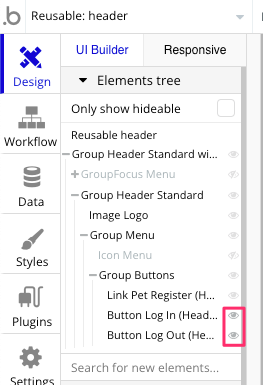 .b
Reusable: header
UI Builder
Responsive
Elements tree
Only show hideable
Reusable header
Group Header Standard wi...
GroupFocus Menu
Group Header Standard
Image Logo
Group Menu
Icon Menu
Group Buttons
Link Pet Register (H...
Button Log In (Head...
Button Log Out (He...
Search for new elements...
Design
Workflow
Data
Styles
Plugins
Settings